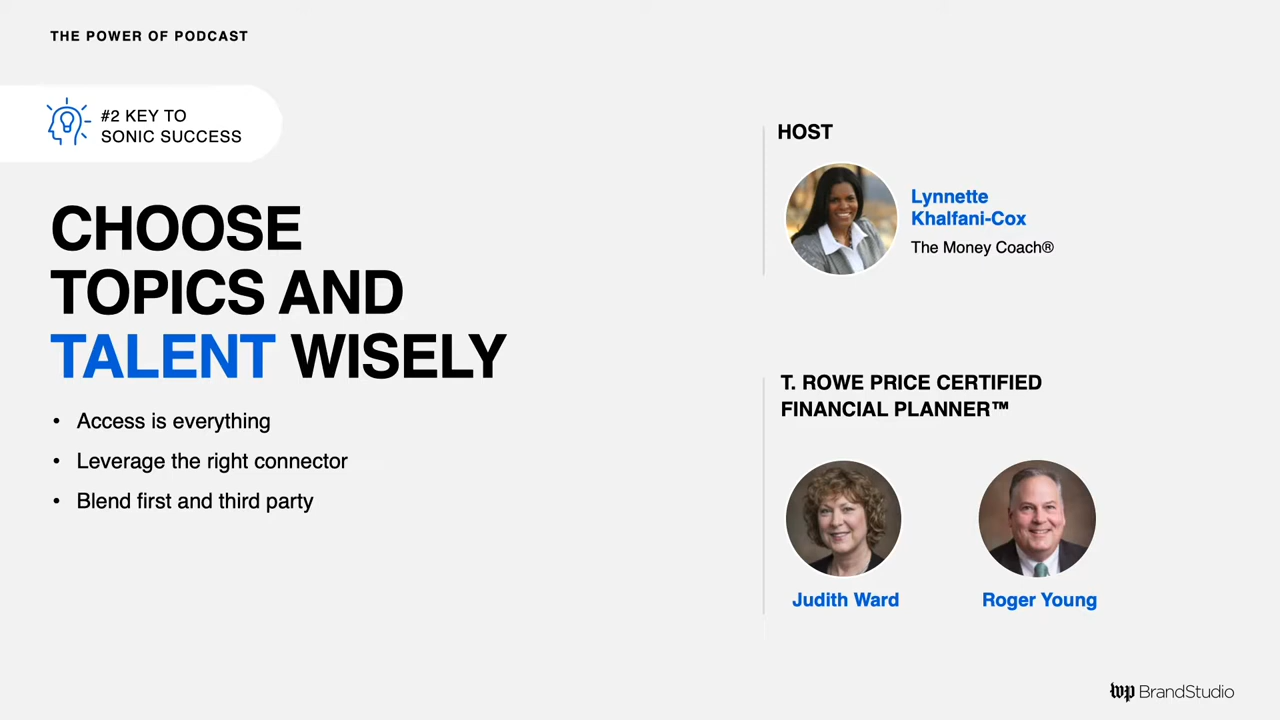 THE POWER OF PODCAST
#2 KEY TO
SONIC SUCCESS
CHOOSE
TOPICS AND
TALENT WISELY
• Access is everything
• Leverage the right connector
• Blend first and third party
HOST
Lynnette
Khalfani-Cox
The Money Coach®
T. ROWE PRICE CERTIFIED
FINANCIAL PLANNER™
Judith Ward
Roger Young
wp BrandStudio